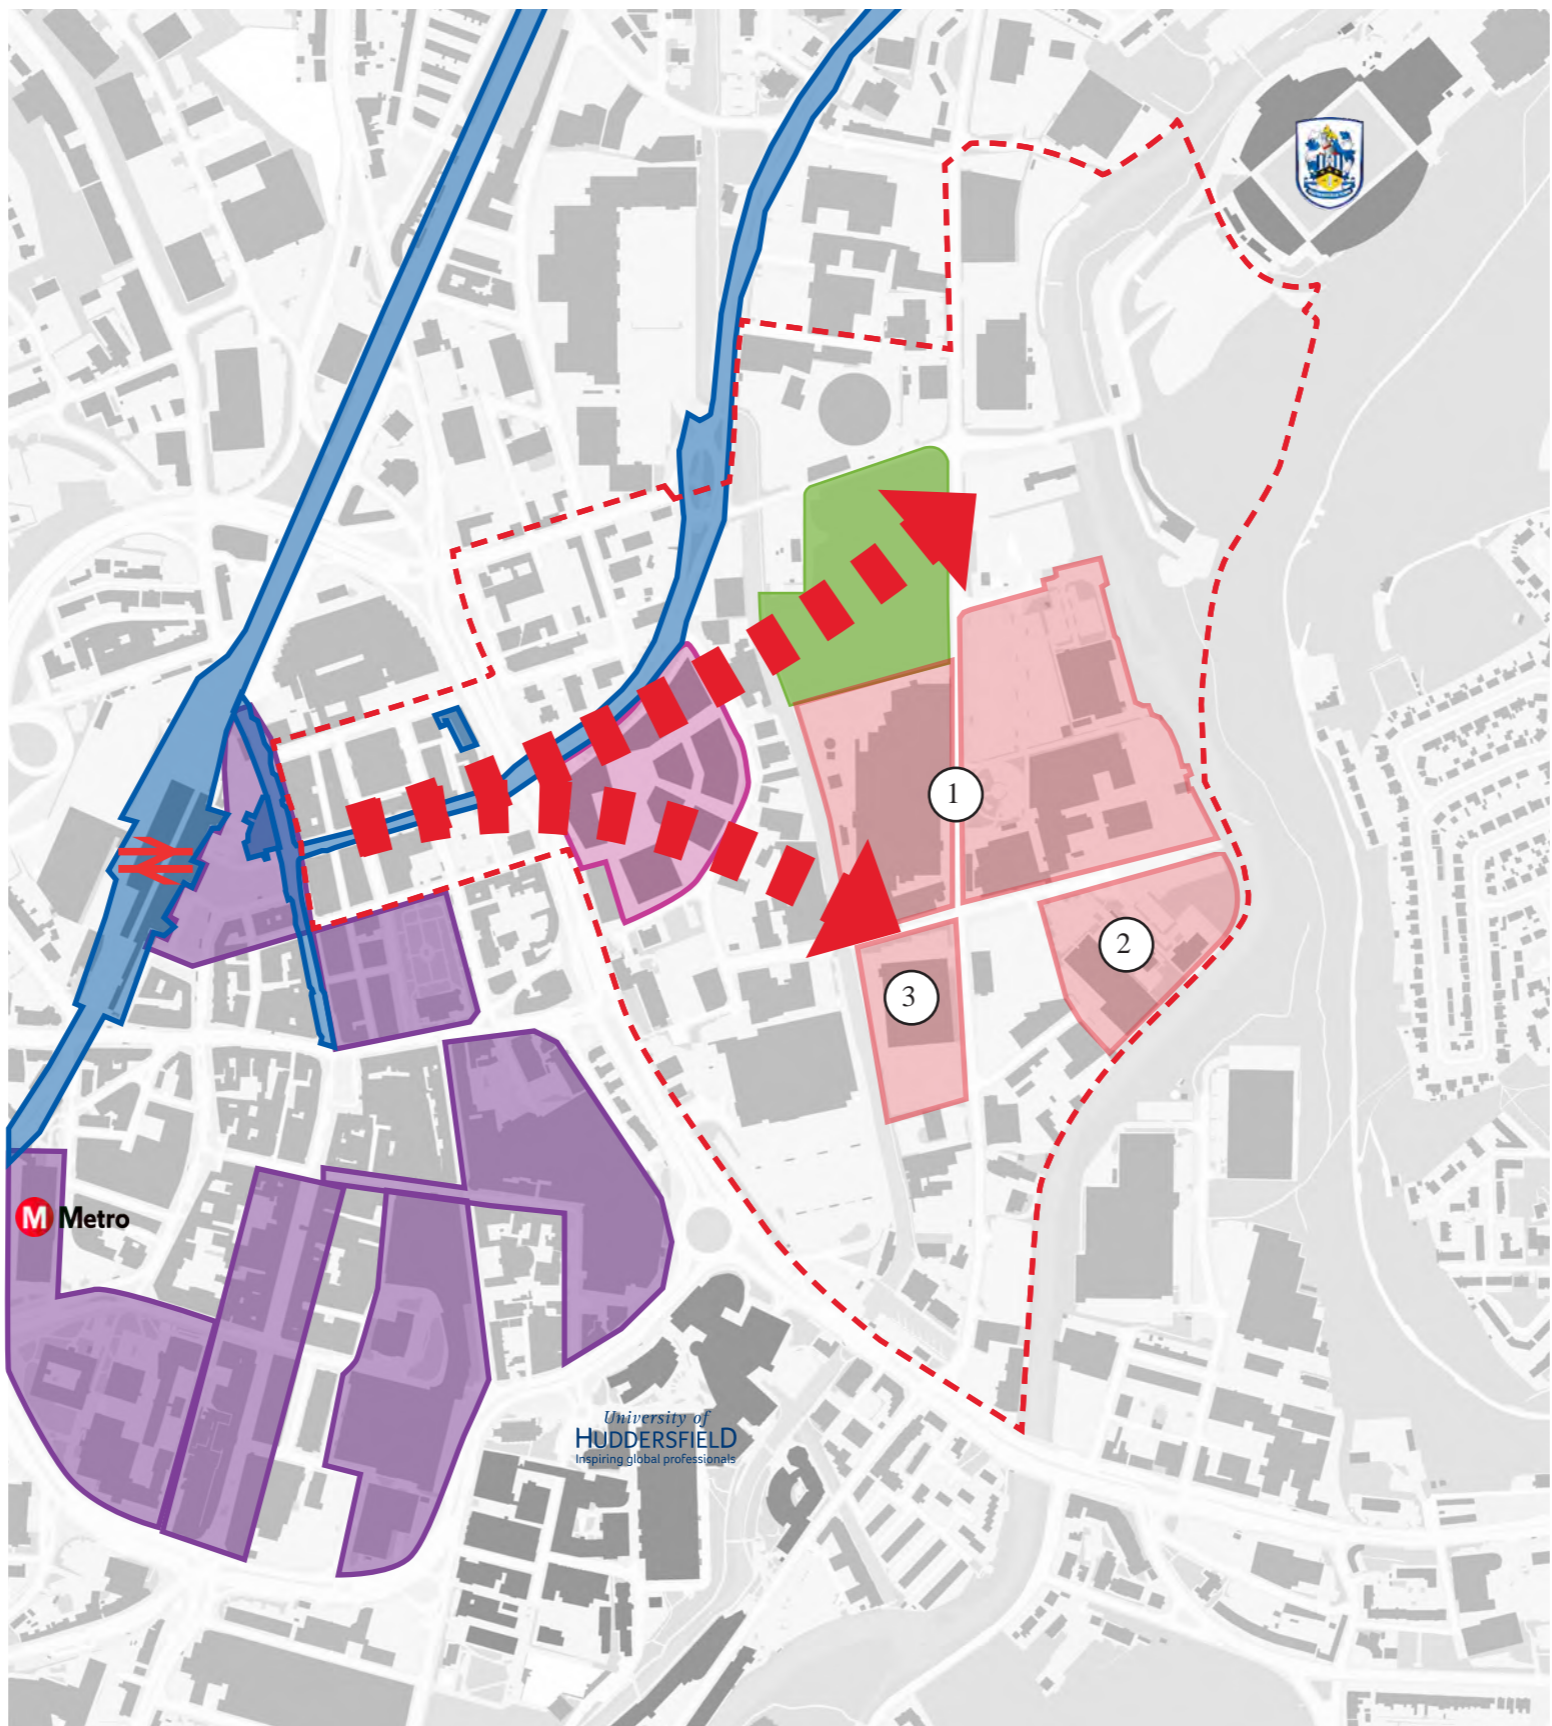 1
2
3
M Metro
University of
HUDDERSFIELD
Inspiring global professionals